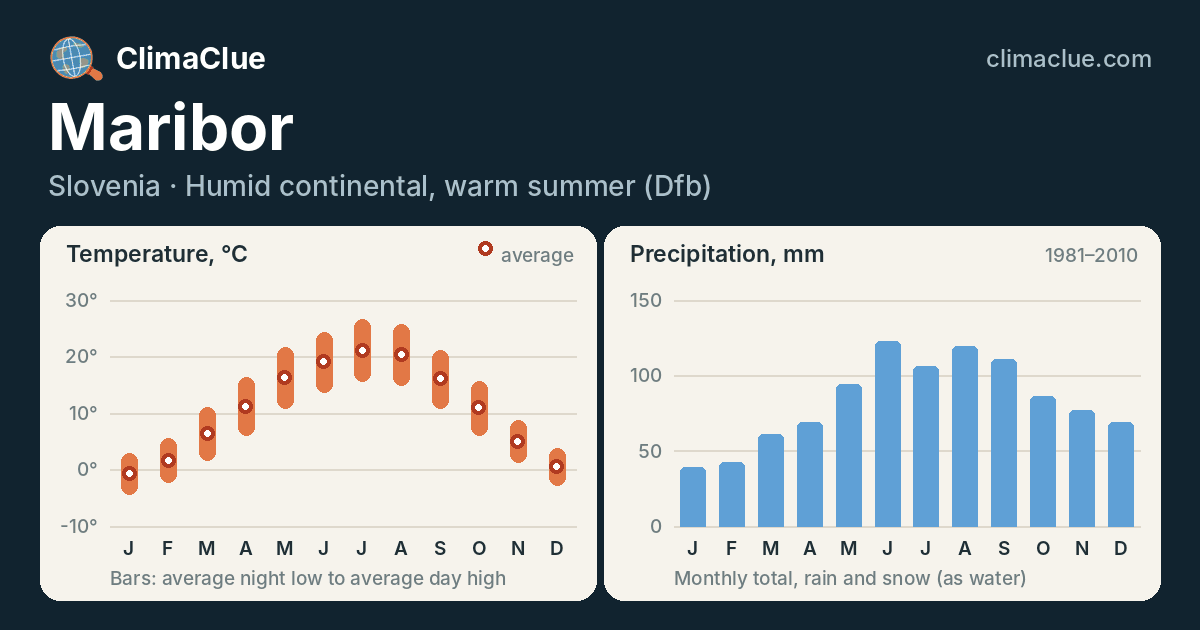 ClimaClue
climaclue.com
Maribor
Slovenia · Humid continental, warm summer (Dfb)
Temperature, °C
average
30°
20°
10°
0°
-10°
J F M A M J J A S O N D
Bars: average night low to average day high
Precipitation, mm
1981–2010
150
100
50
0
J F M A M J J A S O N D
Monthly total, rain and snow (as water)